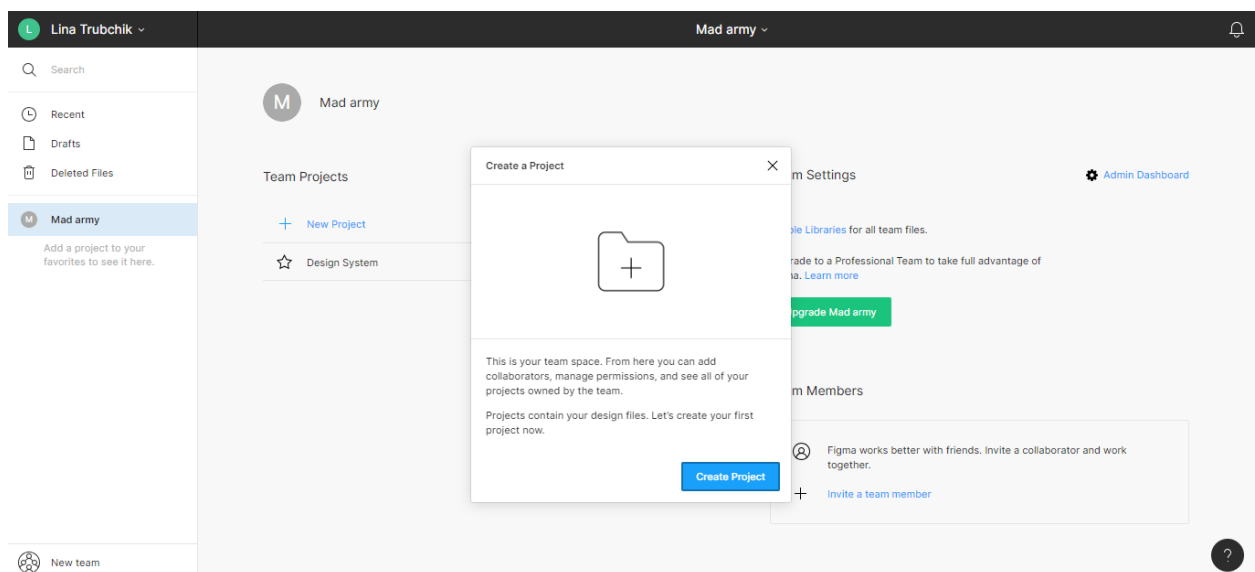 L Lina Trubchik
Mad army
Search
Recent
Drafts
Deleted Files
M Mad army
Add a project to your
favorites to see it here.
New team
M Mad army
Team Projects
New Project
Design System
Create a Project
This is your team space. From here you can add
collaborators, manage permissions, and see all of your
projects owned by the team.
Projects contain your design files. Let's create your first
project now.
Create Project
m Settings
Admin Dashboard
Libraries for all team files.
rade to a Professional Team to take full advantage of
Learn more
pgrade Mad army
m Members
Figma works better with friends. Invite a collaborator and work
together.
Invite a team member
?